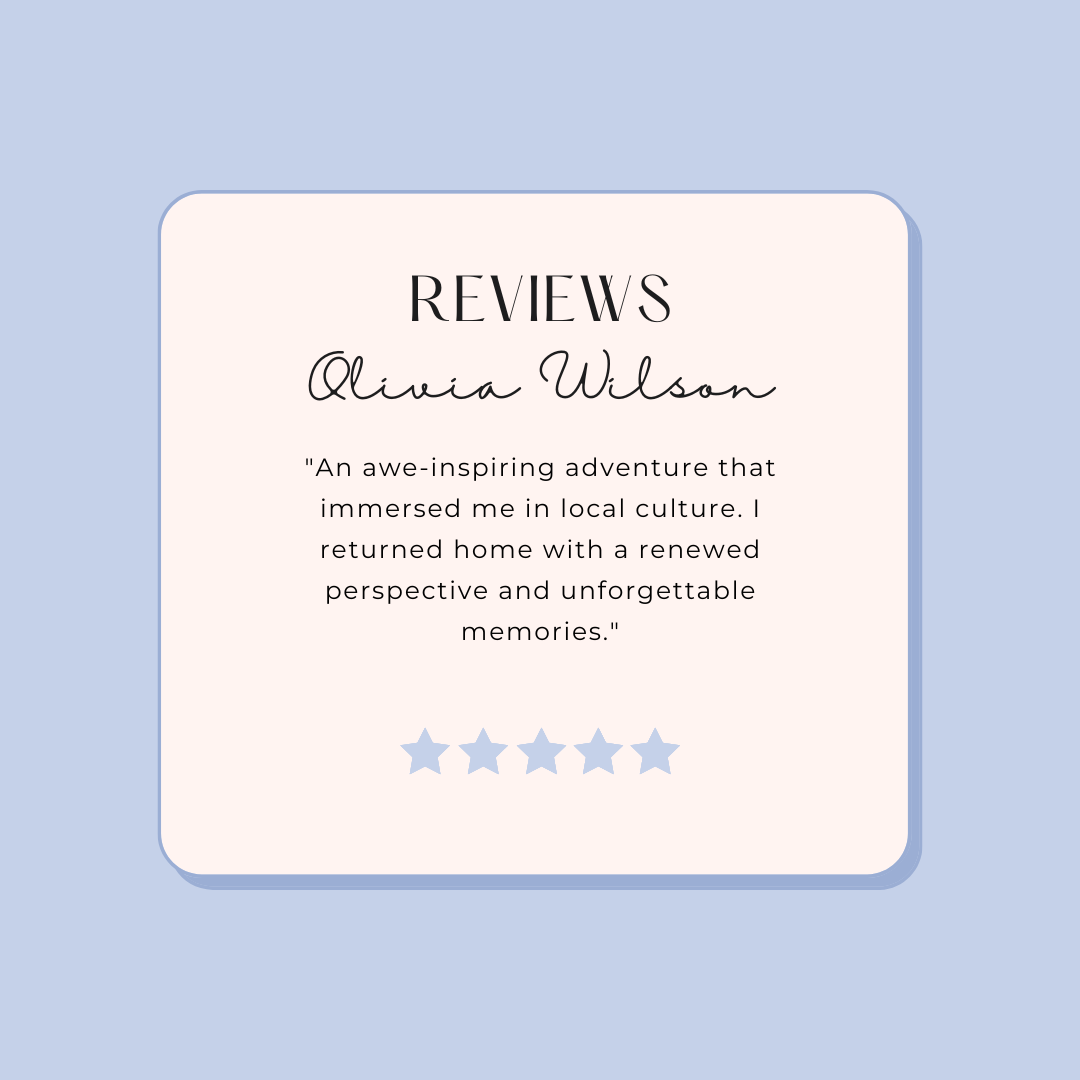 REVIEWS
Olivia Wilson
"An awe-inspiring adventure that
immersed me in local culture. I
returned home with a renewed
perspective and unforgettable
memories."